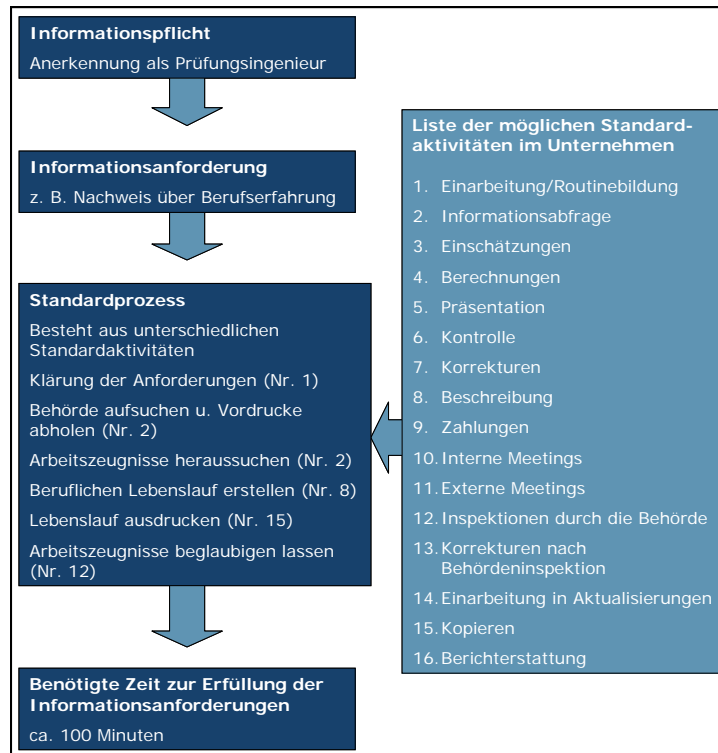 Informationspflicht
Anerkennung als Prüfungsingenieur
Informationsanforderung
z. B. Nachweis über Berufserfahrung
Standardprozess
Besteht aus unterschiedlichen
Standardaktivitäten
Klärung der Anforderungen (Nr. 1)
Behörde aufsuchen u. Vordrucke
abholen (Nr. 2)
Arbeitszeugnisse heraussuchen (Nr. 2)
Beruflichen Lebenslauf erstellen (Nr. 8)
Lebenslauf ausdrucken (Nr. 15)
Arbeitszeugnisse beglaubigen lassen
(Nr. 12)
Benötigte Zeit zur Erfüllung der
Informationsanforderungen
ca. 100 Minuten
Liste der möglichen Standard-
aktivitäten im Unternehmen
1. Einarbeitung/Routinebildung
2. Informationsabfrage
3. Einschätzungen
4. Berechnungen
5. Präsentation
6. Kontrolle
7. Korrekturen
8. Beschreibung
9. Zahlungen
10. Interne Meetings
11. Externe Meetings
12. Inspektionen durch die Behörde
13. Korrekturen nach
Behördeninspektion
14. Einarbeitung in Aktualisierungen
15. Kopieren
16. Berichterstattung